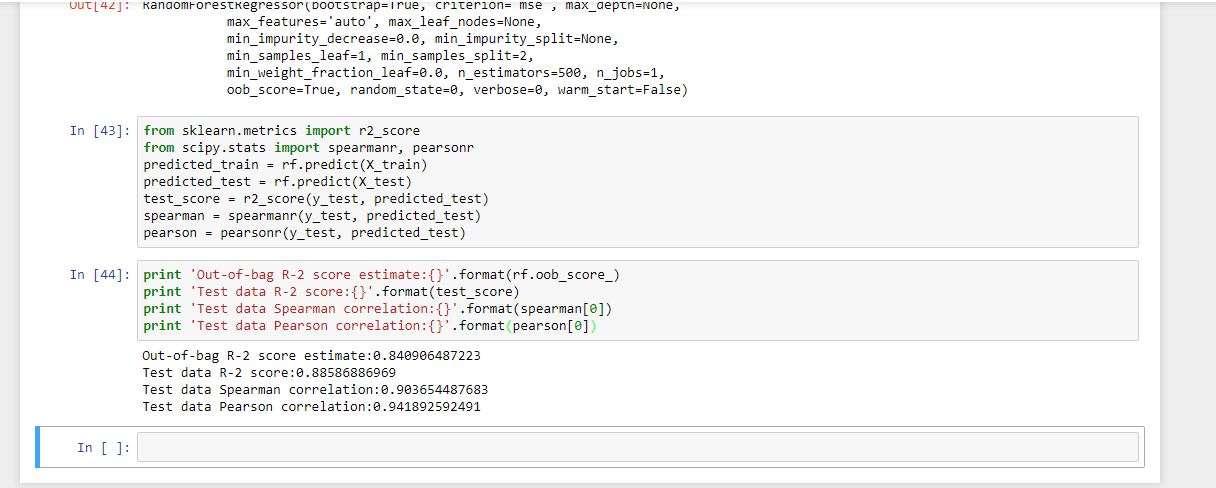 Out[42]: RandomForestRegressor(bootstrap=True, criterion='mse', max_depth=None,
max_features='auto', max_leaf_nodes=None,
min_impurity_decrease=0.0, min_impurity_split=None,
min_samples_leaf=1, min_samples_split=2,
min_weight_fraction_leaf=0.0, n_estimators=500, n_jobs=1,
oob_score=True, random_state=0, verbose=0, warm_start=False)
In [43]: from sklearn.metrics import r2_score
from scipy.stats import spearmanr, pearsonr
predicted_train = rf.predict(X_train)
predicted_test = rf.predict(X_test)
test_score = r2_score(y_test, predicted_test)
spearman = spearmanr(y_test, predicted_test)
pearson = pearsonr(y_test, predicted_test)
In [44]: print 'Out-of-bag R-2 score estimate:{}'.format(rf.oob_score_)
print 'Test data R-2 score:{}'.format(test_score)
print 'Test data Spearman correlation:{}'.format(spearman[0])
print 'Test data Pearson correlation:{}'.format(pearson[0])
Out-of-bag R-2 score estimate:0.840906487223
Test data R-2 score:0.88586886969
Test data Spearman correlation:0.903654487683
Test data Pearson correlation:0.941892592491
In [ ]: